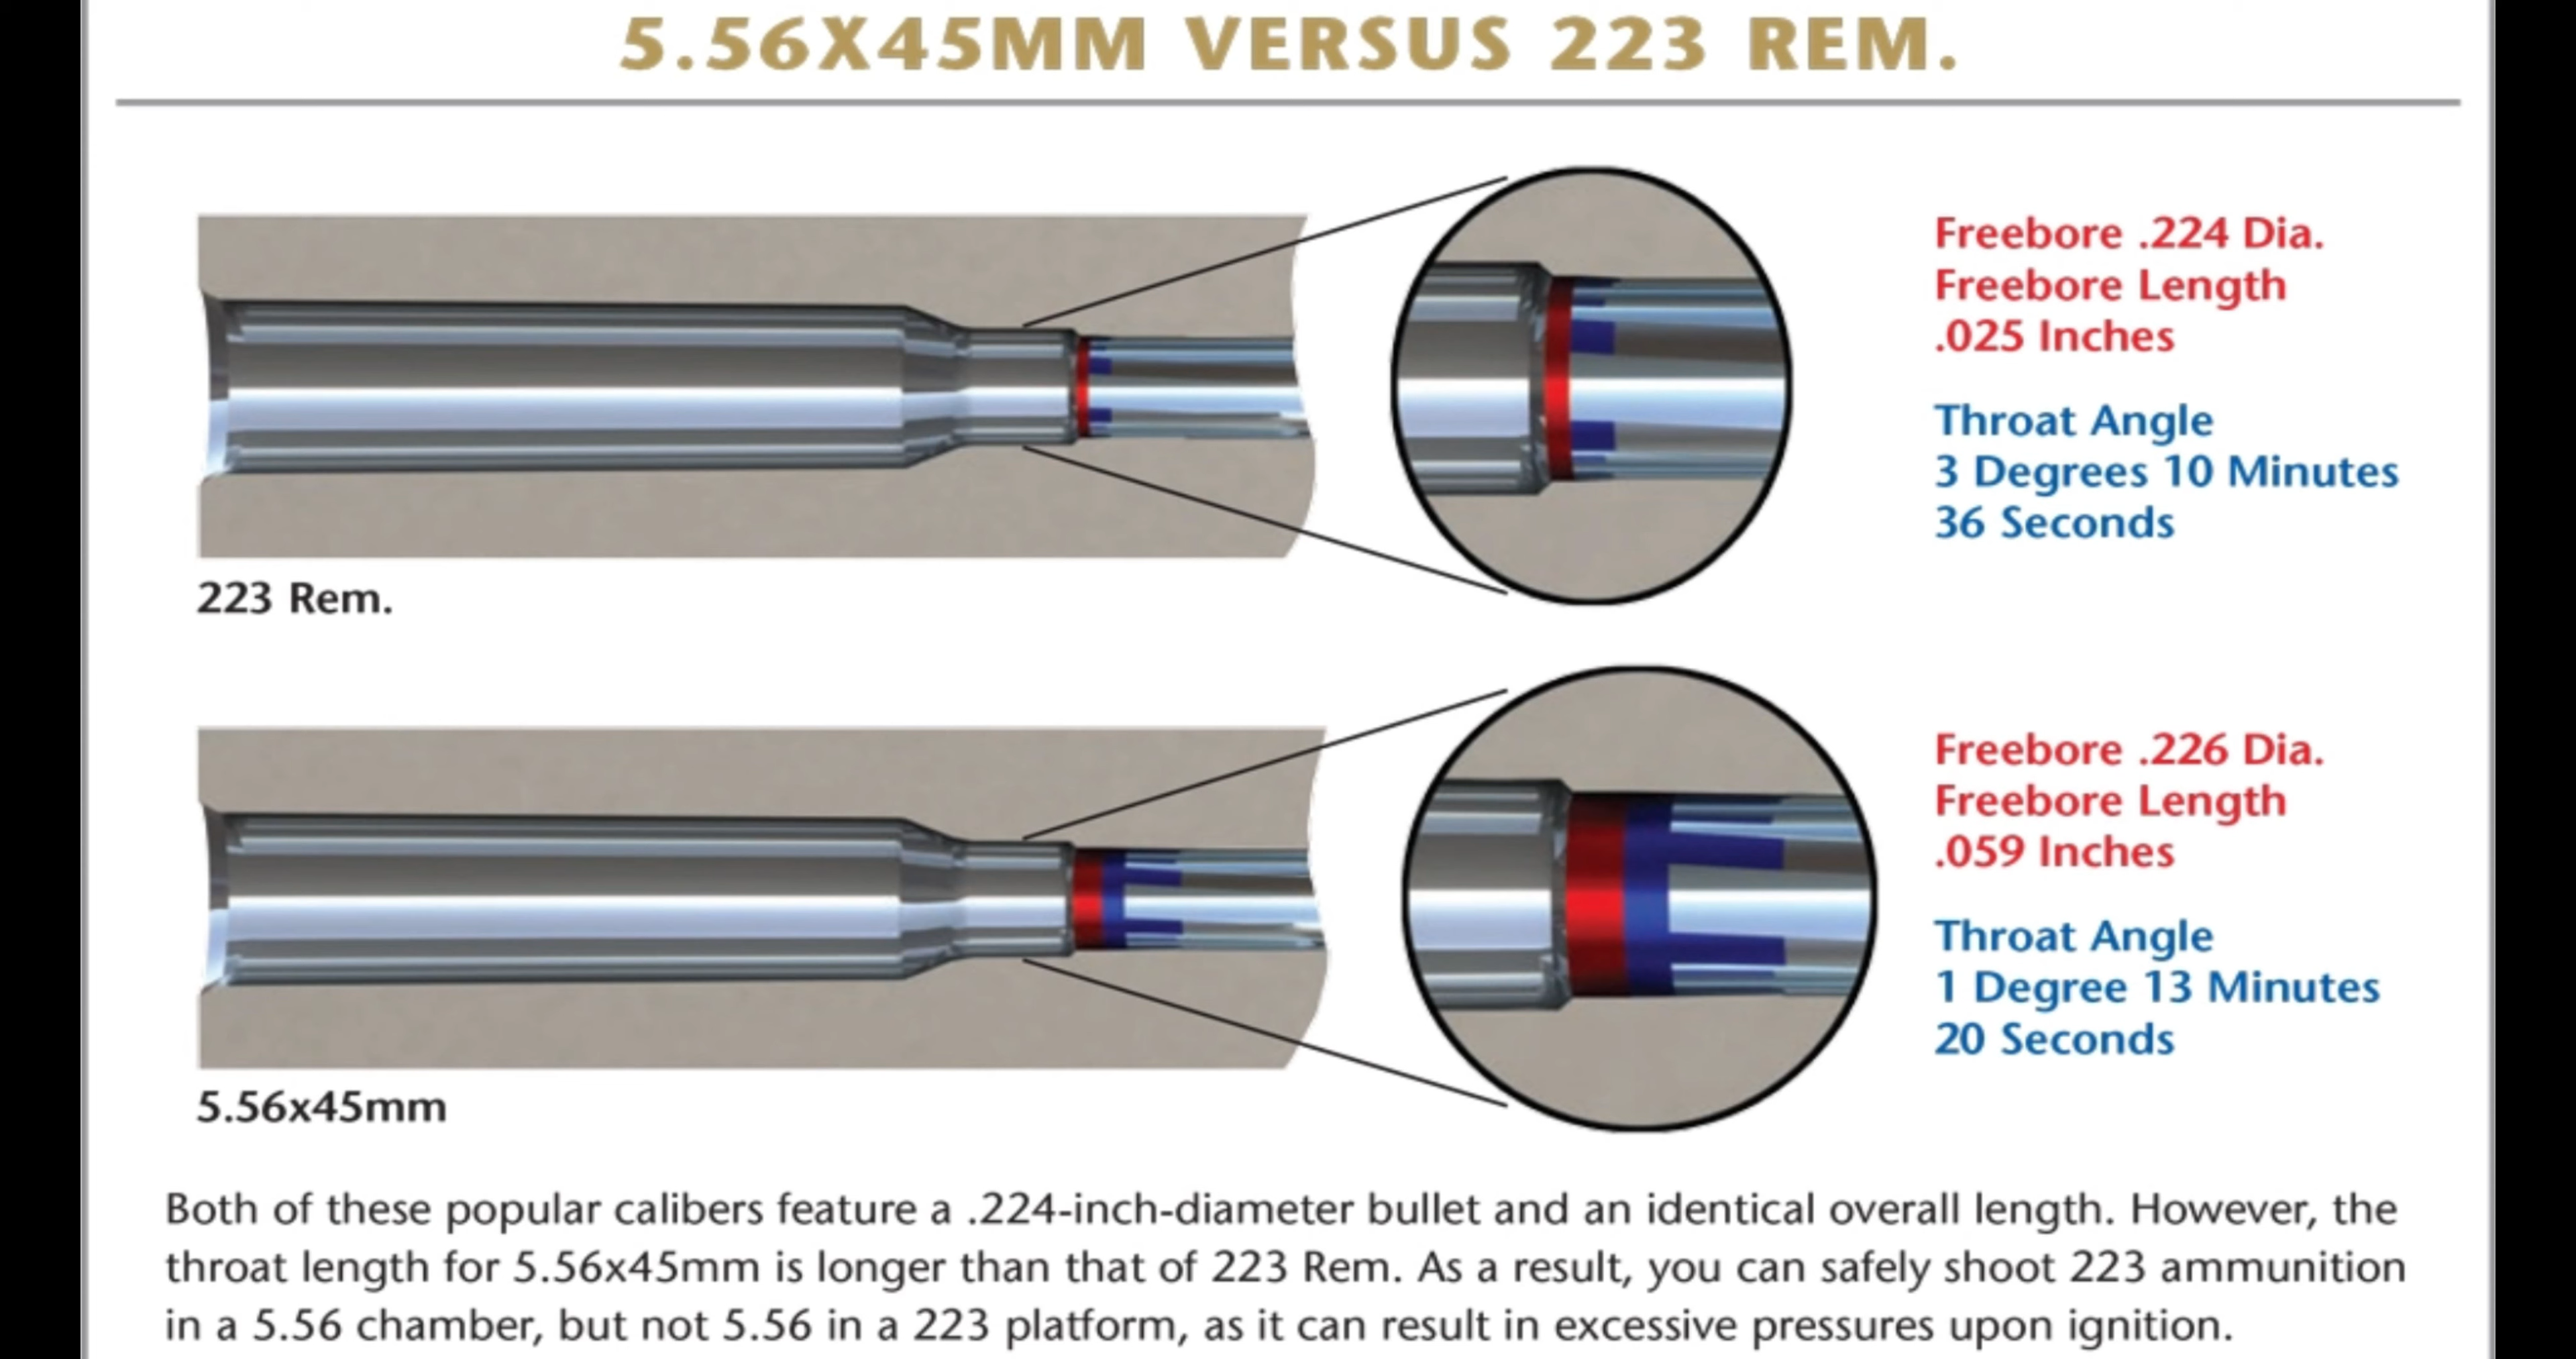 5.56X45MM VERSUS 223 REM.
Freebore .224 Dia.
Freebore Length
.025 Inches
Throat Angle
3 Degrees 10 Minutes
36 Seconds
223 Rem.
Freebore .226 Dia.
Freebore Length
.059 Inches
Throat Angle
1 Degree 13 Minutes
20 Seconds
5.56x45mm
Both of these popular calibers feature a .224-inch-diameter bullet and an identical overall length. However, the
throat length for 5.56x45mm is longer than that of 223 Rem. As a result, you can safely shoot 223 ammunition
in a 5.56 chamber, but not 5.56 in a 223 platform, as it can result in excessive pressures upon ignition.